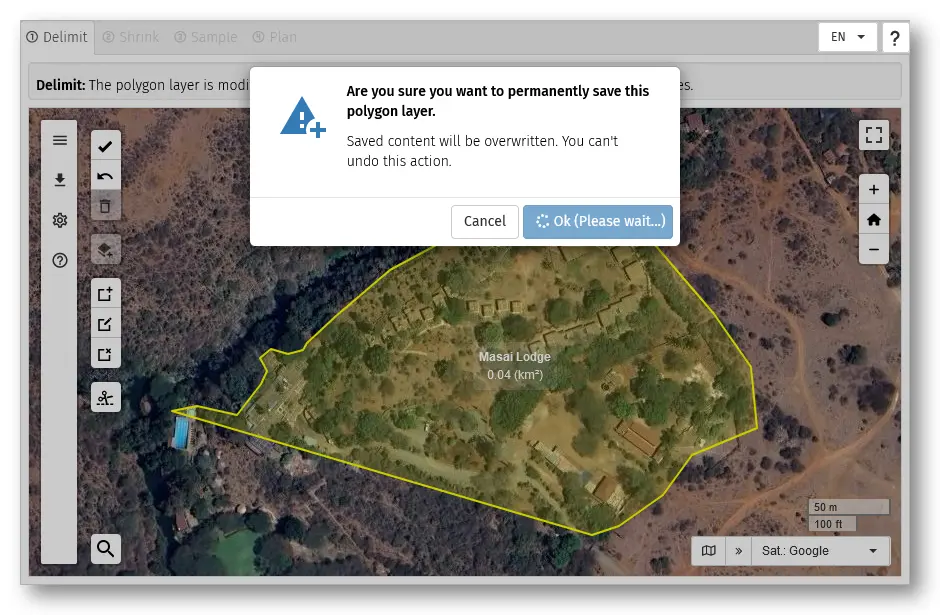 ① Delimit ② Shrink ③ Sample ④ Plan EN ?
Delimit: The polygon layer is modi es.
Are you sure you want to permanently save this
polygon layer.
Saved content will be overwritten. You can't
undo this action.
Cancel Ok (Please wait...)
Masai Lodge
0.04 (km²)
50 m
100 ft
Sat.: Google